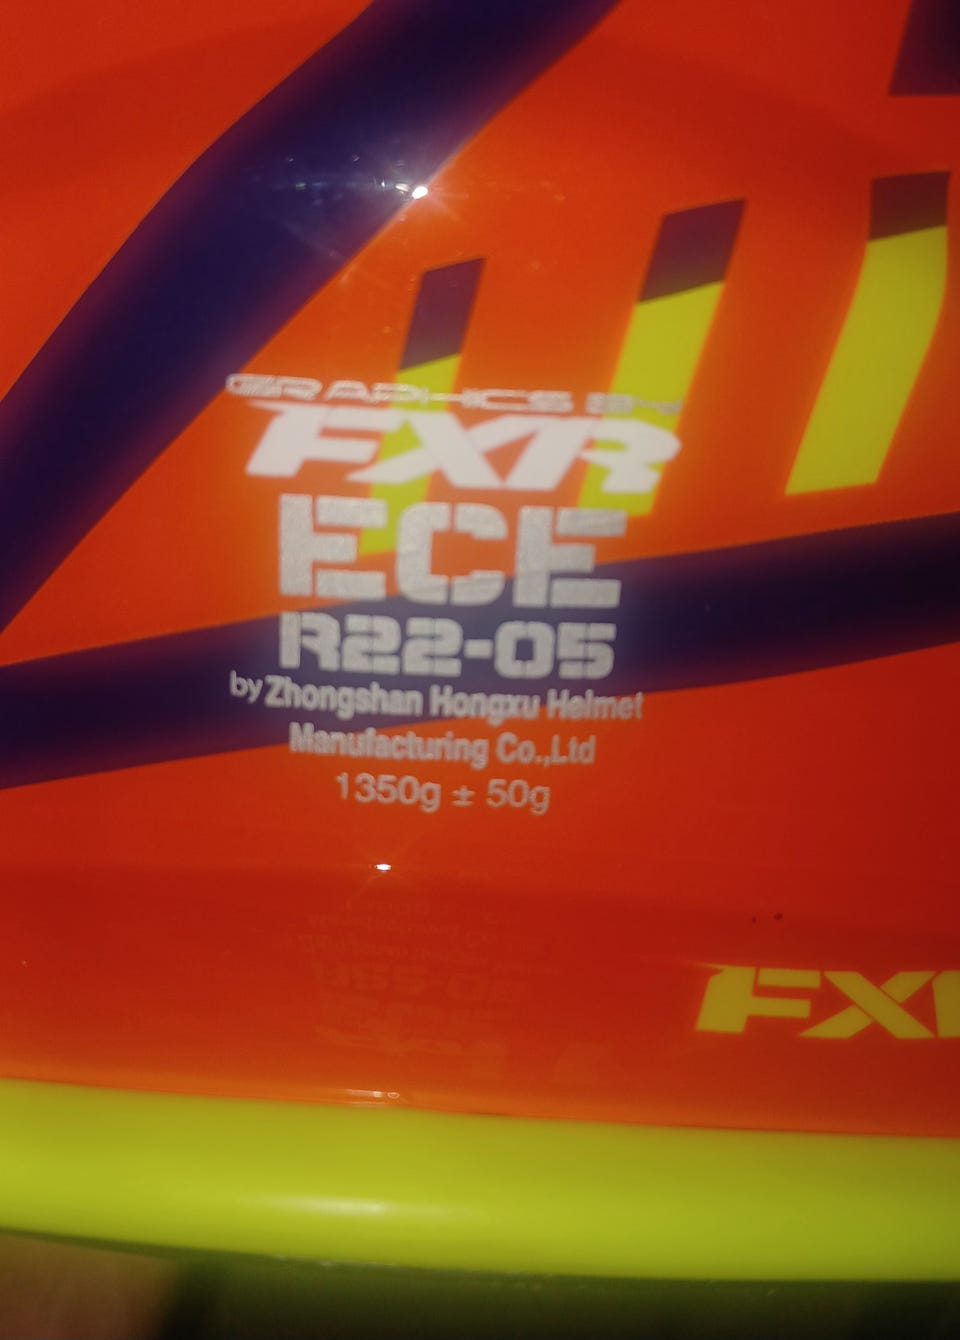 GRAPHICS BY
FXR
ECE
R22-05
by Zhongshan Hongxu Helmet
Manufacturing Co.,Ltd
1350g ± 50g
FX